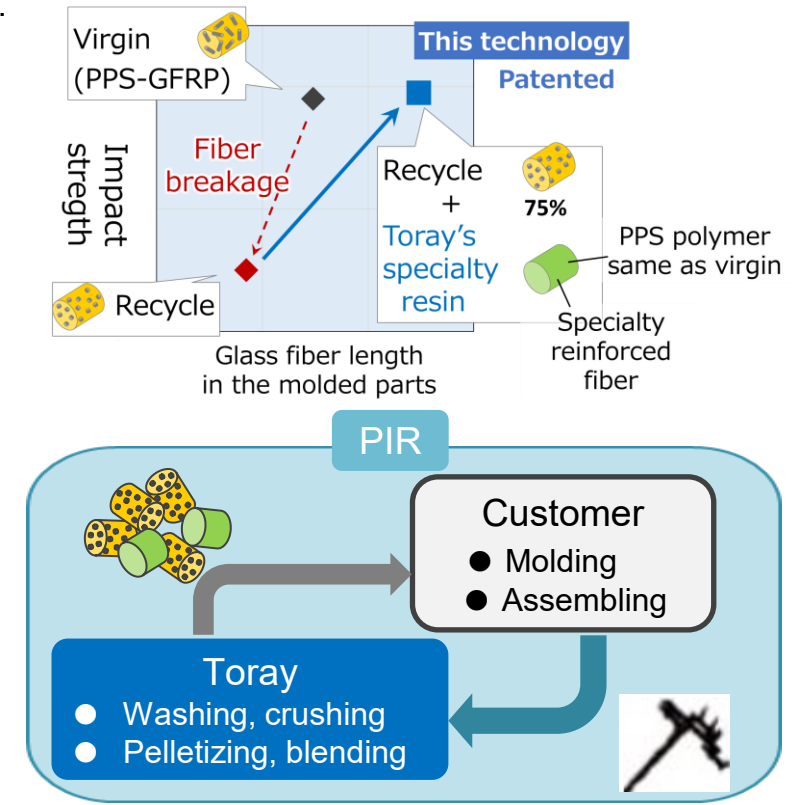 .
Virgin
(PPS-GFRP)
This technology
Patented
Fiber
breakage
Impact
stregth
Recycle
+
Toray's
specialty
resin
75%
PPS polymer
same as virgin
Specialty
reinforced
fiber
Recycle
Glass fiber length
in the molded parts
PIR
Customer
● Molding
● Assembling
Toray
● Washing, crushing
● Pelletizing, blending